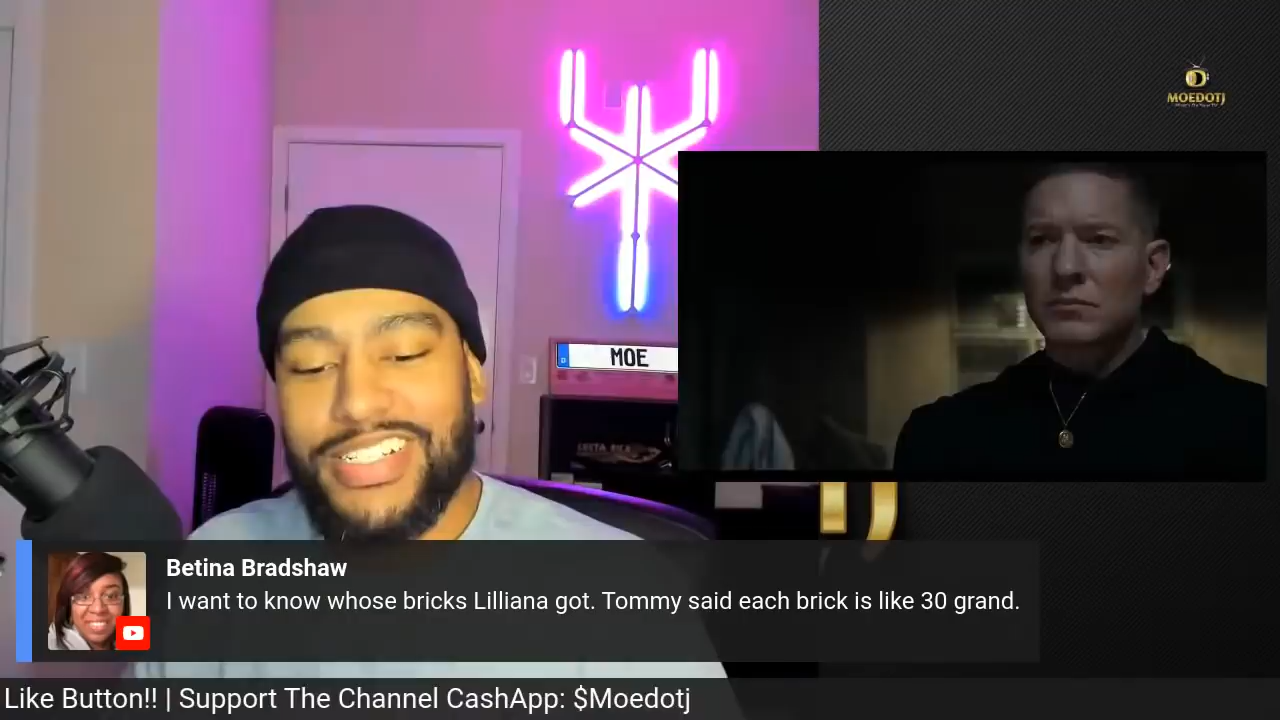 MOEDOTJ
MOE
Betina Bradshaw
I want to know whose bricks Lilliana got. Tommy said each brick is like 30 grand.
Like Button!! | Support The Channel CashApp: $Moedotj